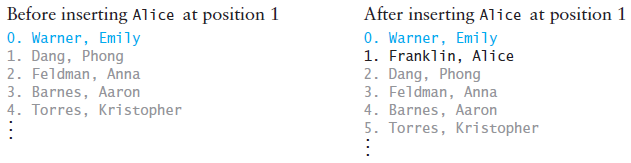 Before inserting Alice at position 1
0. Warner, Emily
1. Dang, Phong
2. Feldman, Anna
3. Barnes, Aaron
4. Torres, Kristopher
After inserting Alice at position 1
0. Warner, Emily
1. Franklin, Alice
2. Dang, Phong
3. Feldman, Anna
4. Barnes, Aaron
5. Torres, Kristopher